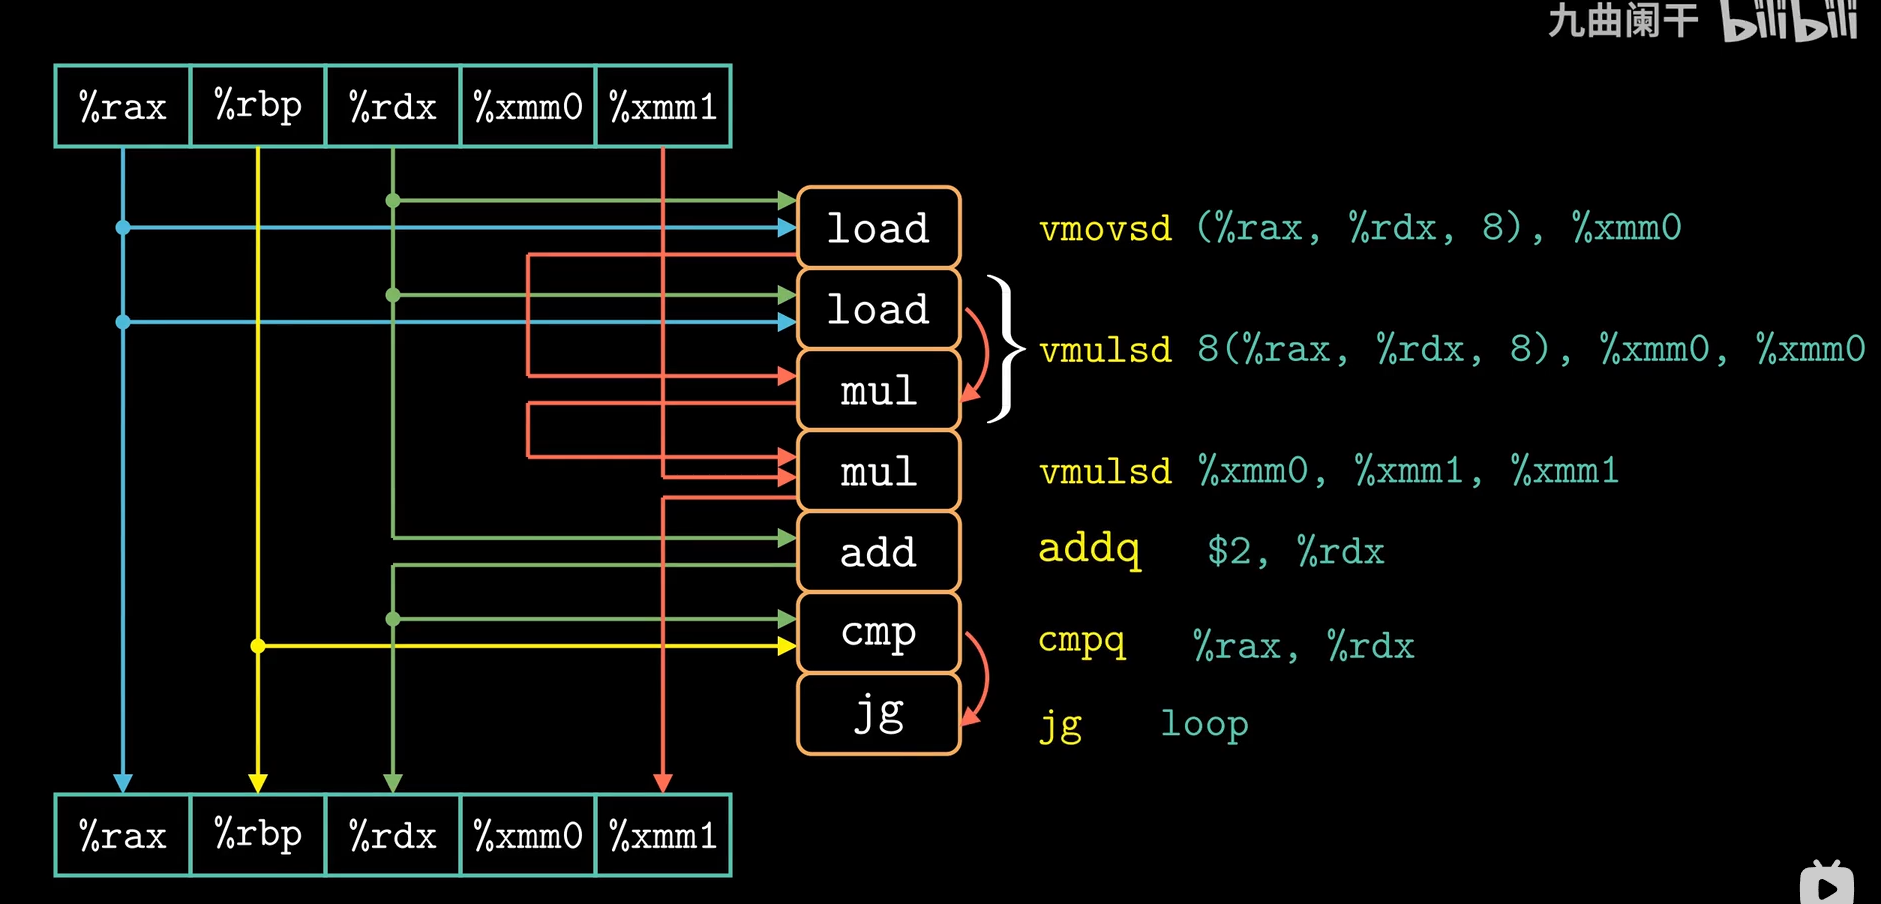 九曲阑干 bilibili
%rax %rbp %rdx %xmm0 %xmm1
load vmovsd (%rax, %rdx, 8), %xmm0
load
vmulsd 8(%rax, %rdx, 8), %xmm0, %xmm0
mul
mul vmulsd %xmm0, %xmm1, %xmm1
add addq $2, %rdx
cmp cmpq %rax, %rdx
jg jg loop
%rax %rbp %rdx %xmm0 %xmm1